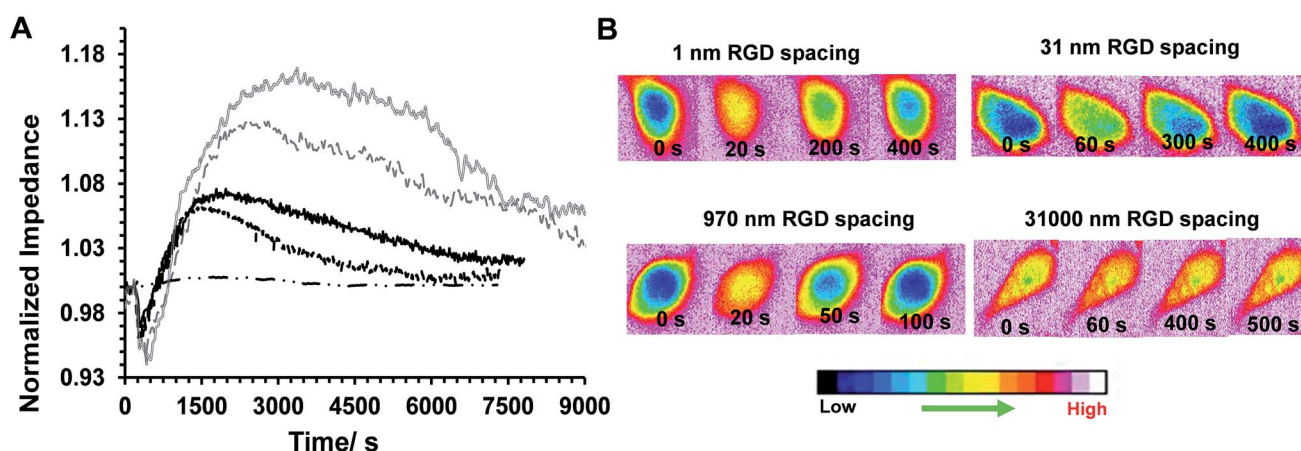 A
Normalized Impedance
1.18
1.13
1.08
1.03
0.98
0.93
0 1500 3000 4500 6000 7500 9000
Time/ s
B
1 nm RGD spacing
0 s 20 s 200 s 400 s
31 nm RGD spacing
0 s 60 s 300 s 400 s
970 nm RGD spacing
0 s 20 s 50 s 100 s
31000 nm RGD spacing
0 s 60 s 400 s 500 s
Low High